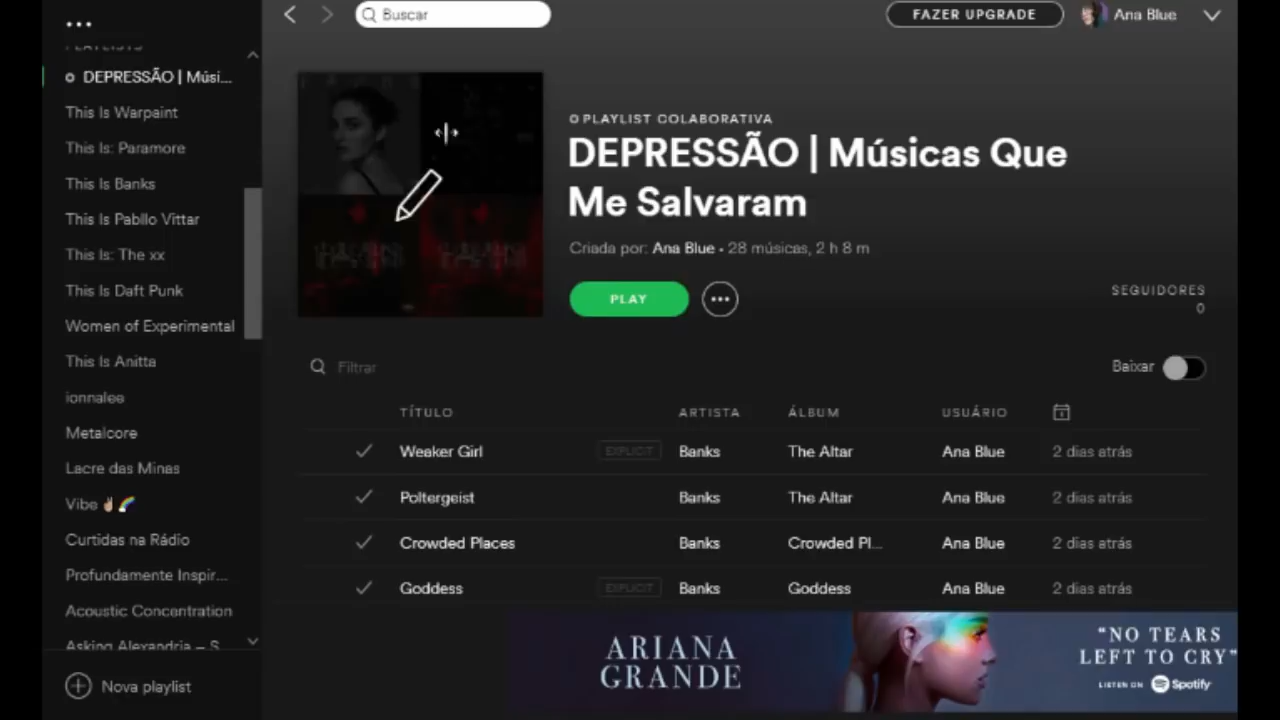 Buscar
FAZER UPGRADE
Ana Blue
DEPRESSÃO | Músi...
This Is Warpaint
This Is: Paramore
This Is Banks
This Is Pabllo Vittar
This Is: The xx
This Is Daft Punk
Women of Experimental
This Is Anitta
ionnalee
Metalcore
Lacre das Minas
Vibe ✌🏼🌈
Curtidas na Rádio
Profundamente Inspir...
Acoustic Concentration
Asking Alexandria – S
Nova playlist
PLAYLIST COLABORATIVA
DEPRESSÃO | Músicas Que
Me Salvaram
Criada por: Ana Blue • 28 músicas, 2 h 8 m
PLAY
SEGUIDORES
0
Filtrar
Baixar
TÍTULO ARTISTA ÁLBUM USUÁRIO
Weaker Girl EXPLICIT Banks The Altar Ana Blue 2 dias atrás
Poltergeist Banks The Altar Ana Blue 2 dias atrás
Crowded Places Banks Crowded Pl... Ana Blue 2 dias atrás
Goddess EXPLICIT Banks Goddess Ana Blue 2 dias atrás
ARIANA
GRANDE
“NO TEARS
LEFT TO CRY”
LISTEN ON Spotify